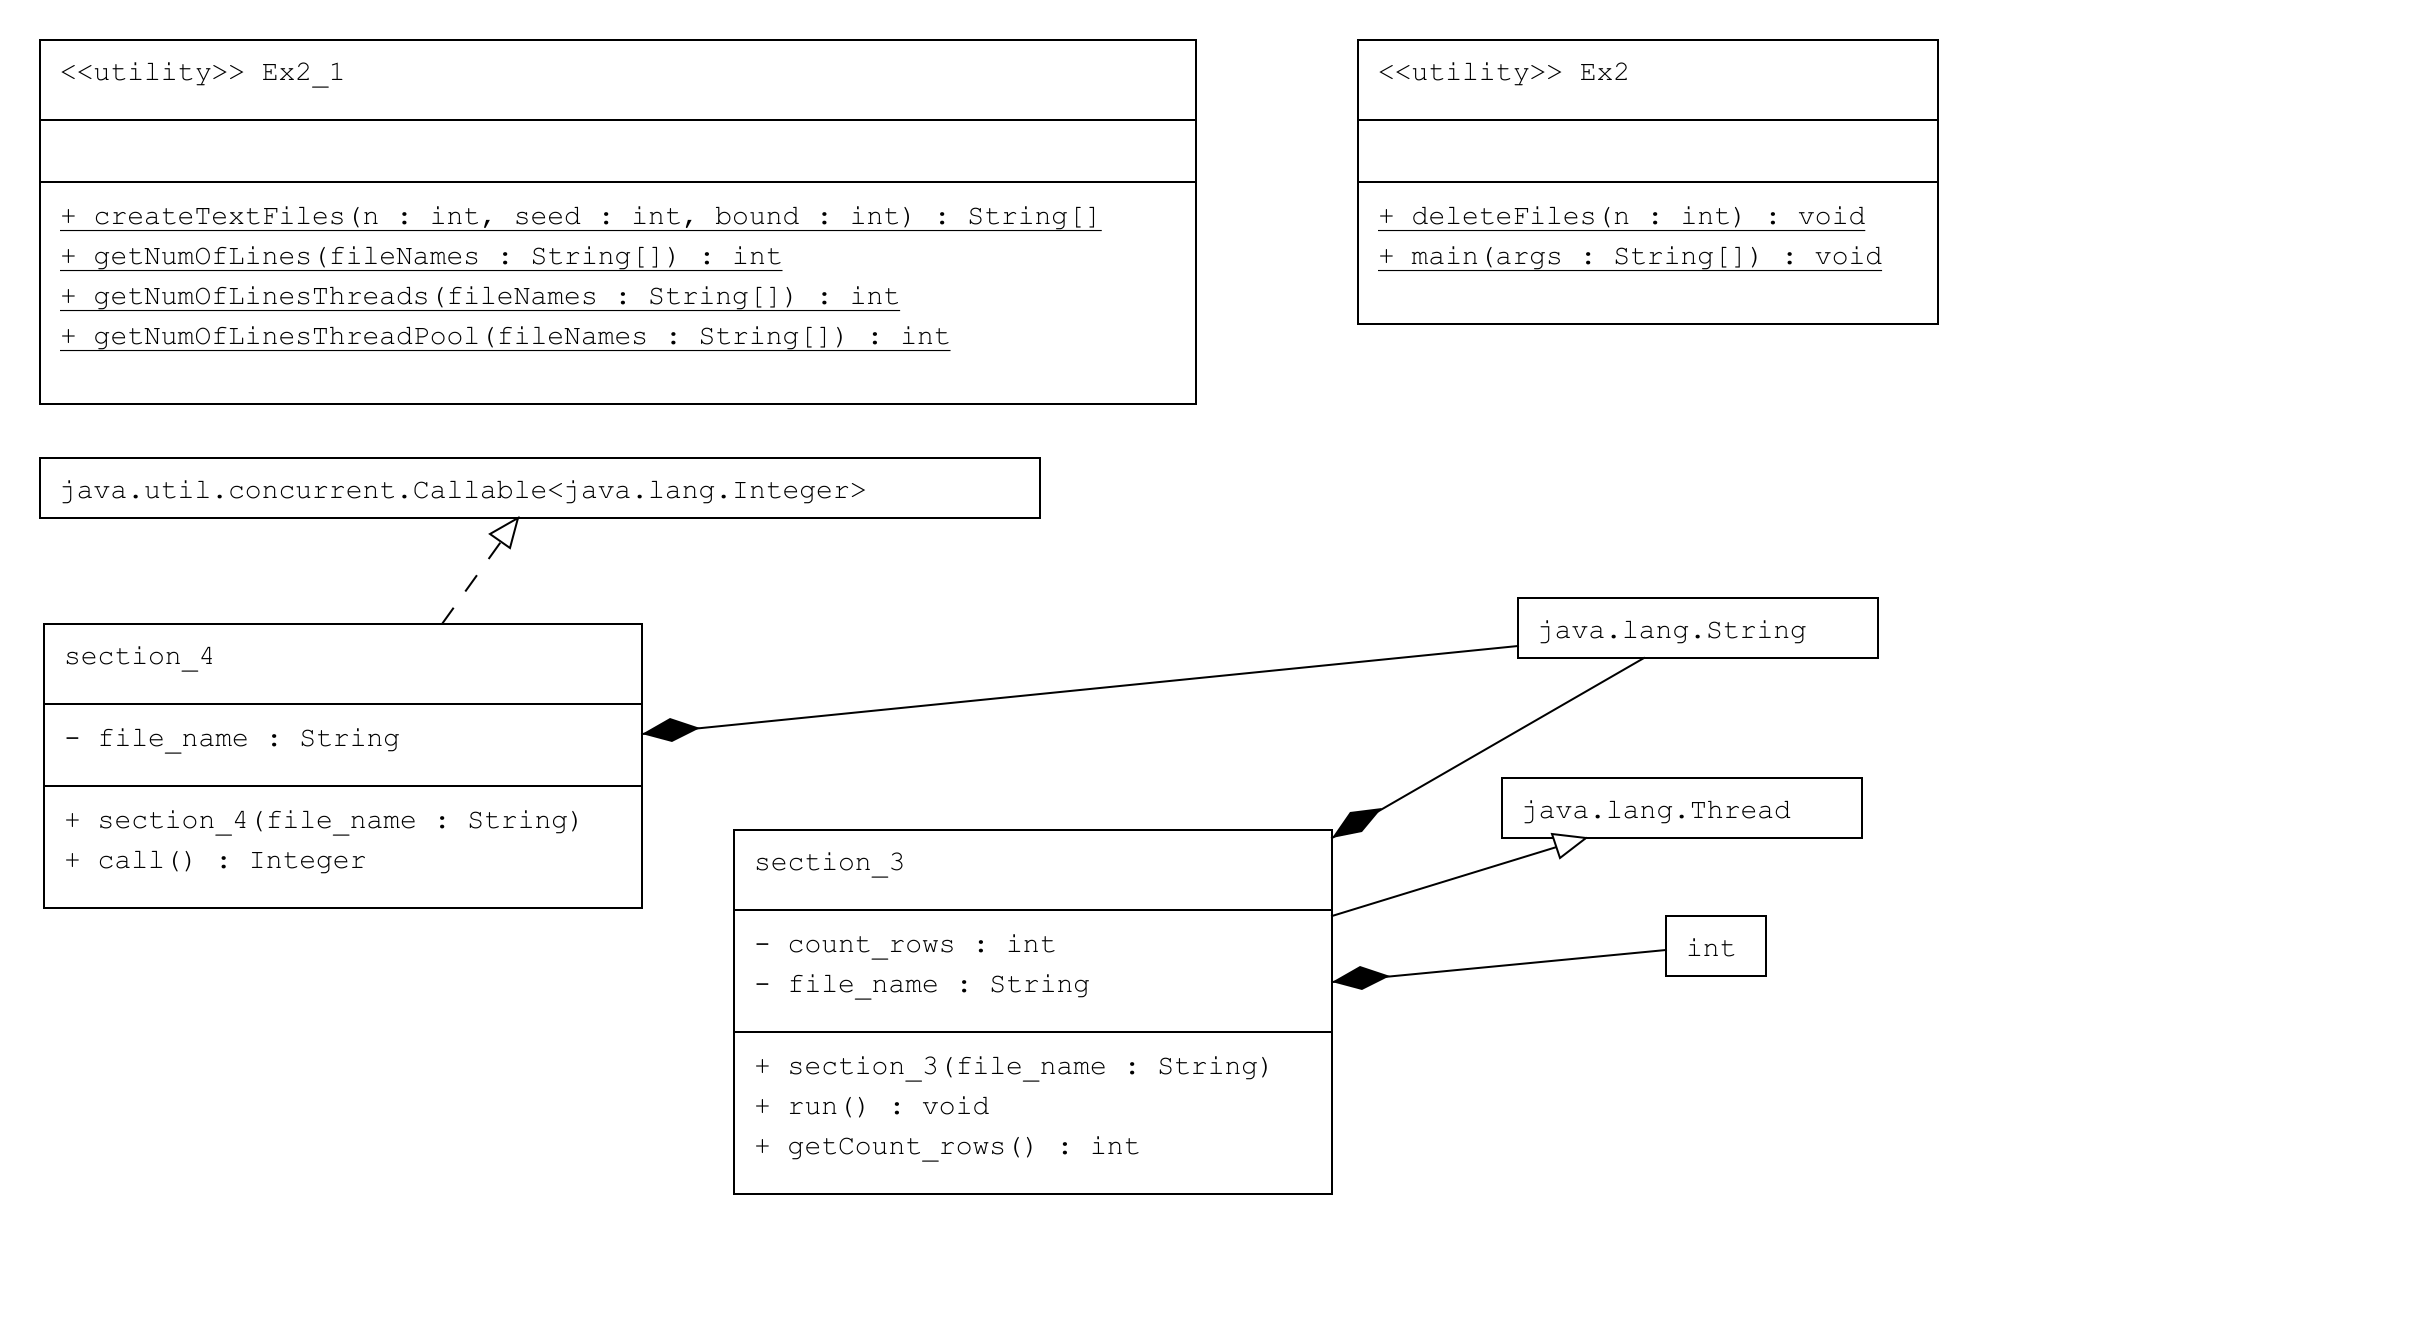 <<utility>> Ex2_1
+ createTextFiles(n : int, seed : int, bound : int) : String[]
+ getNumOfLines(fileNames : String[]) : int
+ getNumOfLinesThreads(fileNames : String[]) : int
+ getNumOfLinesThreadPool(fileNames : String[]) : int
<<utility>> Ex2
+ deleteFiles(n : int) : void
+ main(args : String[]) : void
java.util.concurrent.Callable<java.lang.Integer>
section_4
- file_name : String
+ section_4(file_name : String)
+ call() : Integer
java.lang.String
java.lang.Thread
section_3
- count_rows : int
- file_name : String
+ section_3(file_name : String)
+ run() : void
+ getCount_rows() : int
int